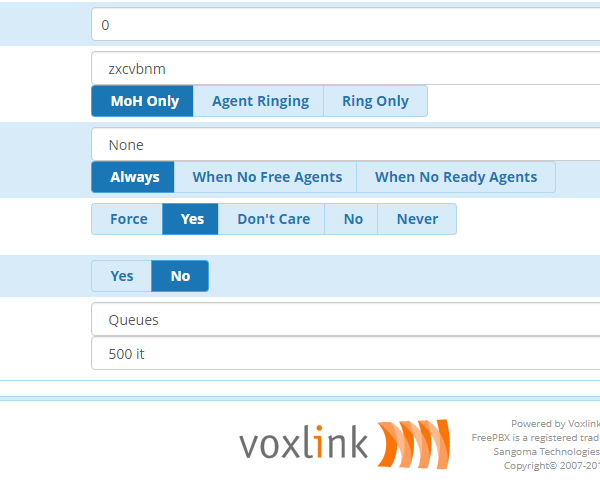 0
zxcvbnm
MoH Only Agent Ringing Ring Only
None
Always When No Free Agents When No Ready Agents
Force Yes Don't Care No Never
Yes No
Queues
500 it
voxlink
Powered by Voxlink
FreePBX is a registered trad
Sangoma Technologies
Copyright© 2007-201